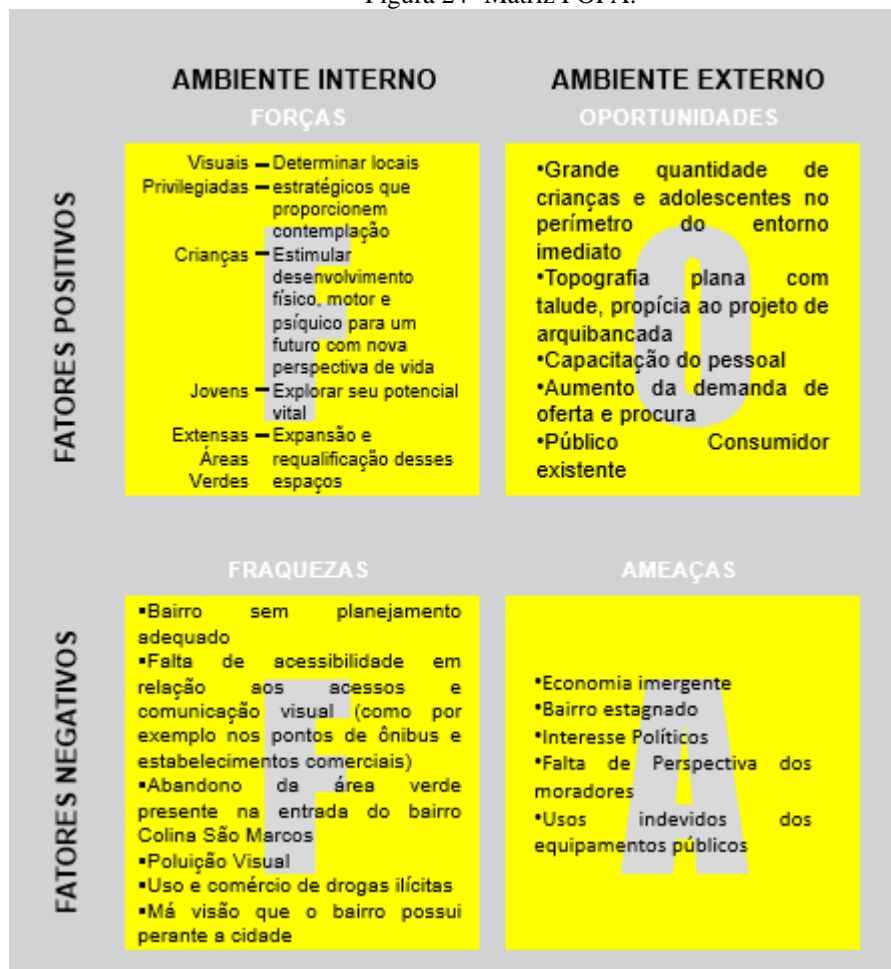 Figura 24- Matriz FOFA.
AMBIENTE INTERNO
AMBIENTE EXTERNO
FORÇAS
OPORTUNIDADES
FATORES POSITIVOS
Visuais – Determinar locais
Privilegiadas – estratégicos que
proporcionem
contemplação
Crianças – Estimular
desenvolvimento
físico, motor e
psíquico para um
futuro com nova
perspectiva de vida
Jovens – Explorar seu potencial
vital
Extensas – Expansão e
Áreas requalificação desses
Verdes espaços
F
•Grande quantidade de
crianças e adolescentes no
perímetro do entorno
imediato
•Topografia plana com
talude, propícia ao projeto de
arquibancada
•Capacitação do pessoal
•Aumento da demanda de
oferta e procura
•Público Consumidor
existente
O
FRAQUEZAS
AMEAÇAS
FATORES NEGATIVOS
▪Bairro sem planejamento
adequado
▪Falta de acessibilidade em
relação aos acessos e
comunicação visual (como por
exemplo nos pontos de ônibus e
estabelecimentos comerciais)
▪Abandono da área verde
presente na entrada do bairro
Colina São Marcos
▪Poluição Visual
▪Uso e comércio de drogas ilícitas
▪Má visão que o bairro possui
perante a cidade
F
•Economia imergente
•Bairro estagnado
•Interesse Políticos
•Falta de Perspectiva dos
moradores
•Usos indevidos dos
equipamentos públicos
A